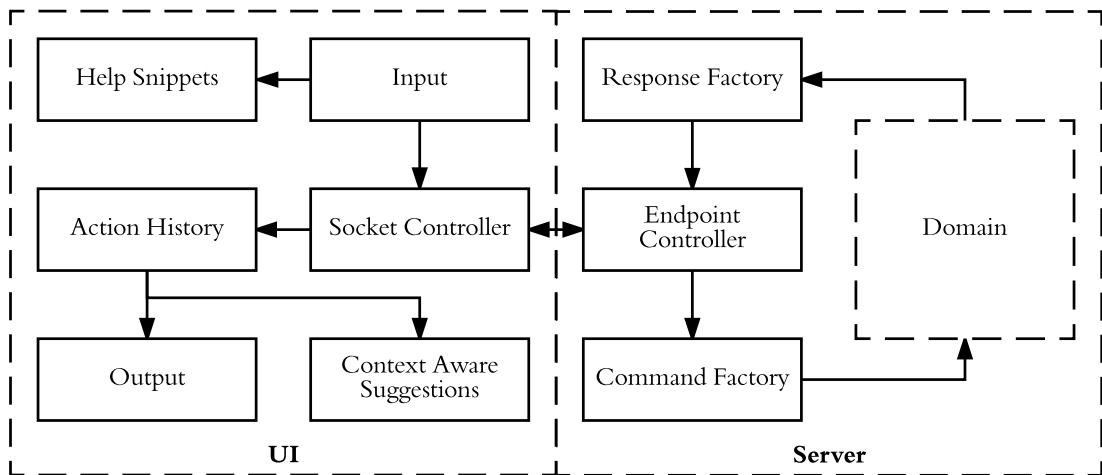 Help Snippets
Input
Response Factory
Action History
Socket Controller
Endpoint
Controller
Domain
Output
Context Aware
Suggestions
Command Factory
UI
Server